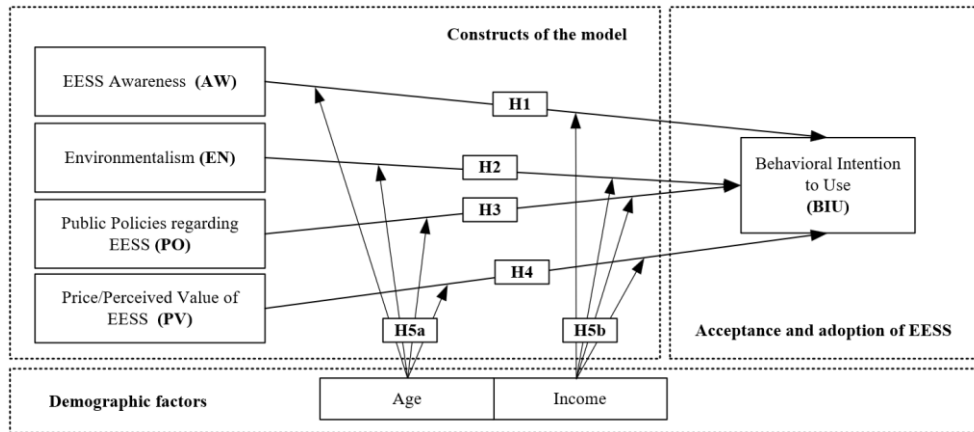 Constructs of the model
EESS Awareness (AW)
H1
Environmentalism (EN)
H2
Behavioral Intention
to Use
(BIU)
Public Policies regarding
EESS (PO)
H3
Price/Perceived Value of
EESS (PV)
H4
H5a
H5b
Acceptance and adoption of EESS
Demographic factors
Age
Income